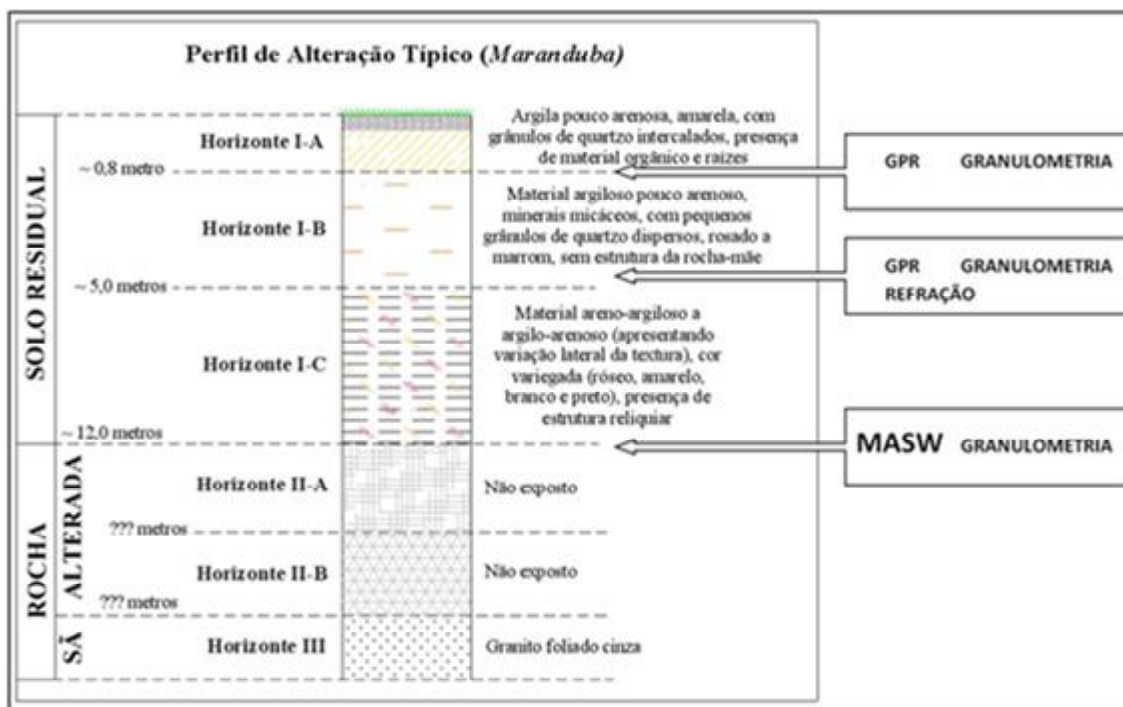 Perfil de Alteração Típico (Maranduba)
SOLO RESIDUAL
Horizonte I-A
Argila pouco arenosa, amarela, com
grânulos de quartzo intercalados, presença
de material orgânico e raízes
~ 0,8 metro
GPR GRANULOMETRIA
Horizonte I-B
Material argiloso pouco arenoso,
minerais micáceos, com pequenos
grânulos de quartzo dispersos, rosado a
marrom, sem estrutura da rocha-mãe
~ 5,0 metros
GPR GRANULOMETRIA
REFRAÇÃO
Horizonte I-C
Material areno-argiloso a
argilo-arenoso (apresentando
variação lateral da textura), cor
variegada (róseo, amarelo,
branco e preto), presença de
estrutura reliquiar
~ 12.0 metros
MASW GRANULOMETRIA
ROCHA
ALTERADA
Horizonte II-A
Não exposto
??? metros
Horizonte II-B
Não exposto
??? metros
SÃ
Horizonte III
Granito foliado cinza